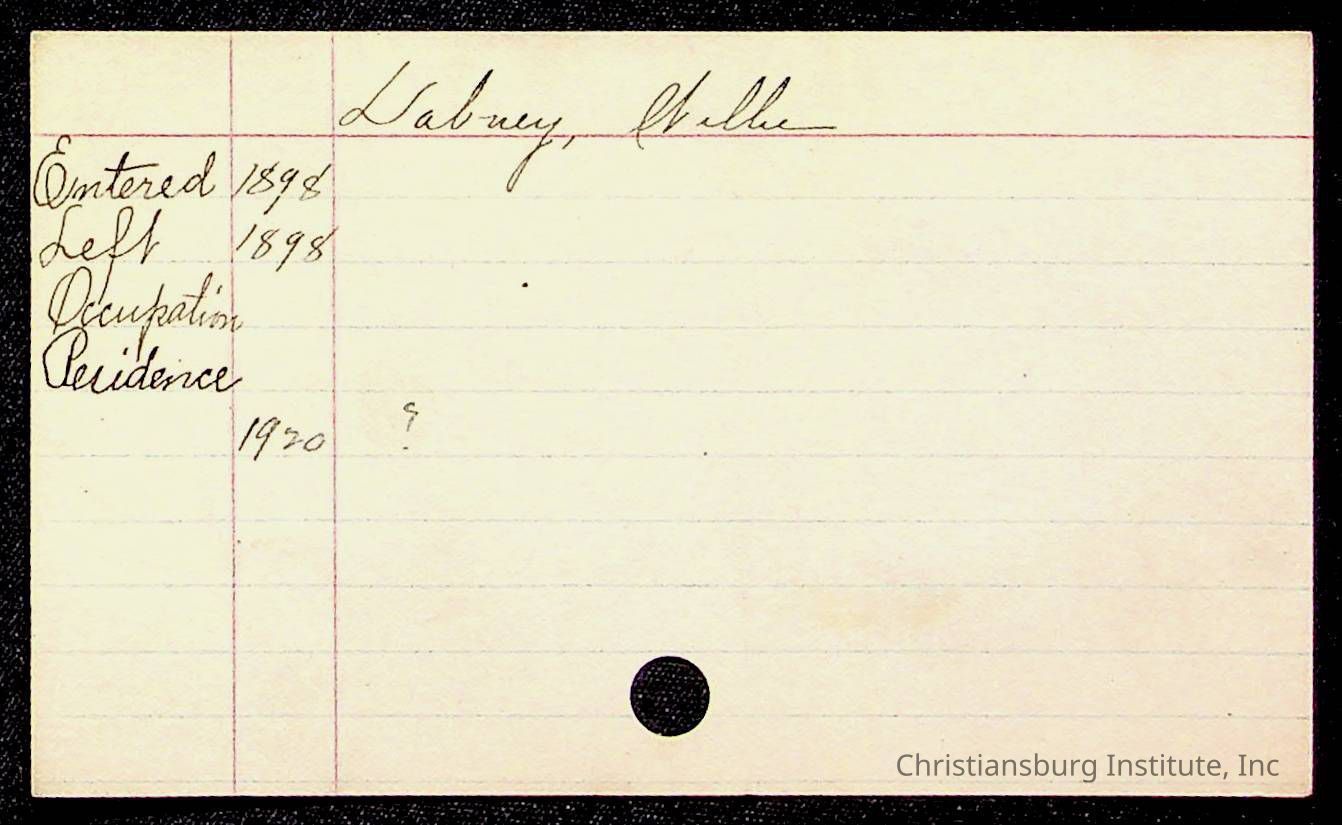 Dabney, Willie
Entered 1898
Left 1898
Occupation
Residence
1920 ?
Christiansburg Institute, Inc